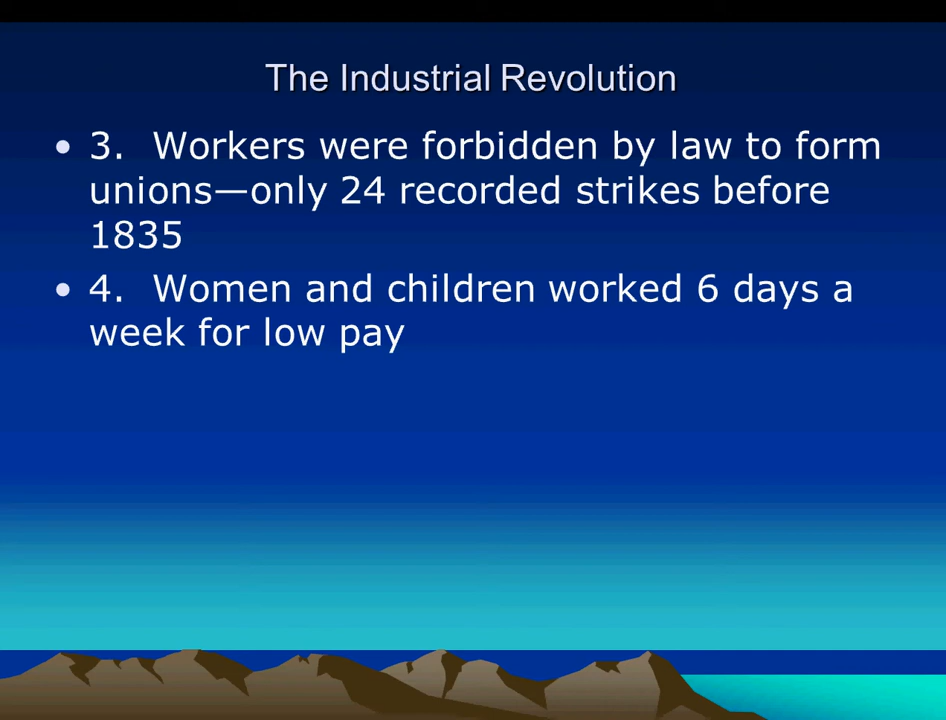 The Industrial Revolution
• 3. Workers were forbidden by law to form
unions—only 24 recorded strikes before
1835
• 4. Women and children worked 6 days a
week for low pay